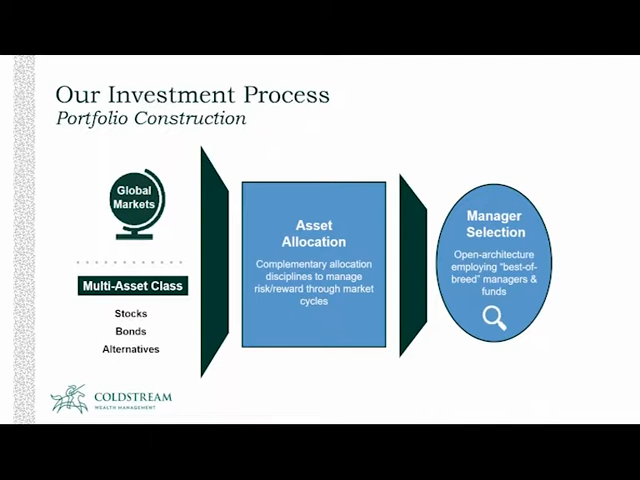 Our Investment Process
Portfolio Construction
Global
Markets
Multi-Asset Class
Stocks
Bonds
Alternatives
Asset
Allocation
Complementary allocation
disciplines to manage
risk/reward through market
cycles
Manager
Selection
Open-architecture
employing "best-of-
breed" managers &
funds
COLDSTREAM
WEALTH MANAGEMENT